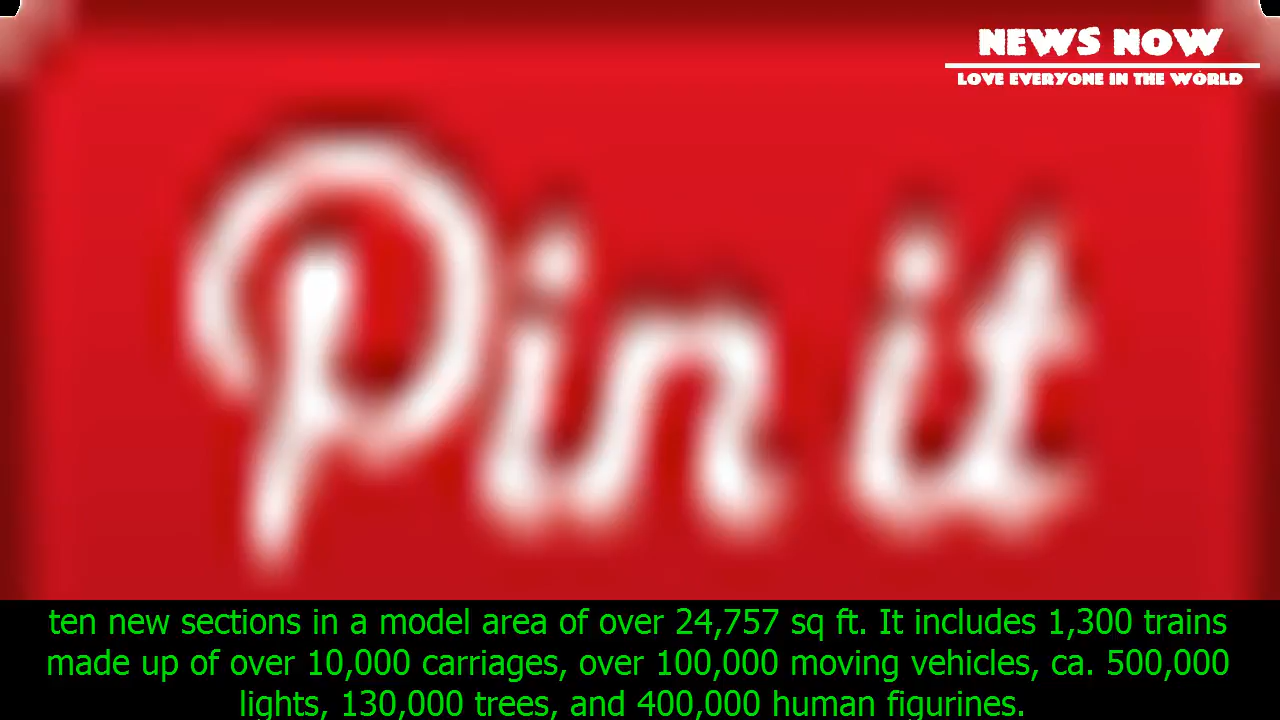 NEWS NOW
LOVE EVERYONE IN THE WORLD
Pin it
ten new sections in a model area of over 24,757 sq ft. It includes 1,300 trains
made up of over 10,000 carriages, over 100,000 moving vehicles, ca. 500,000
lights, 130,000 trees, and 400,000 human figurines.